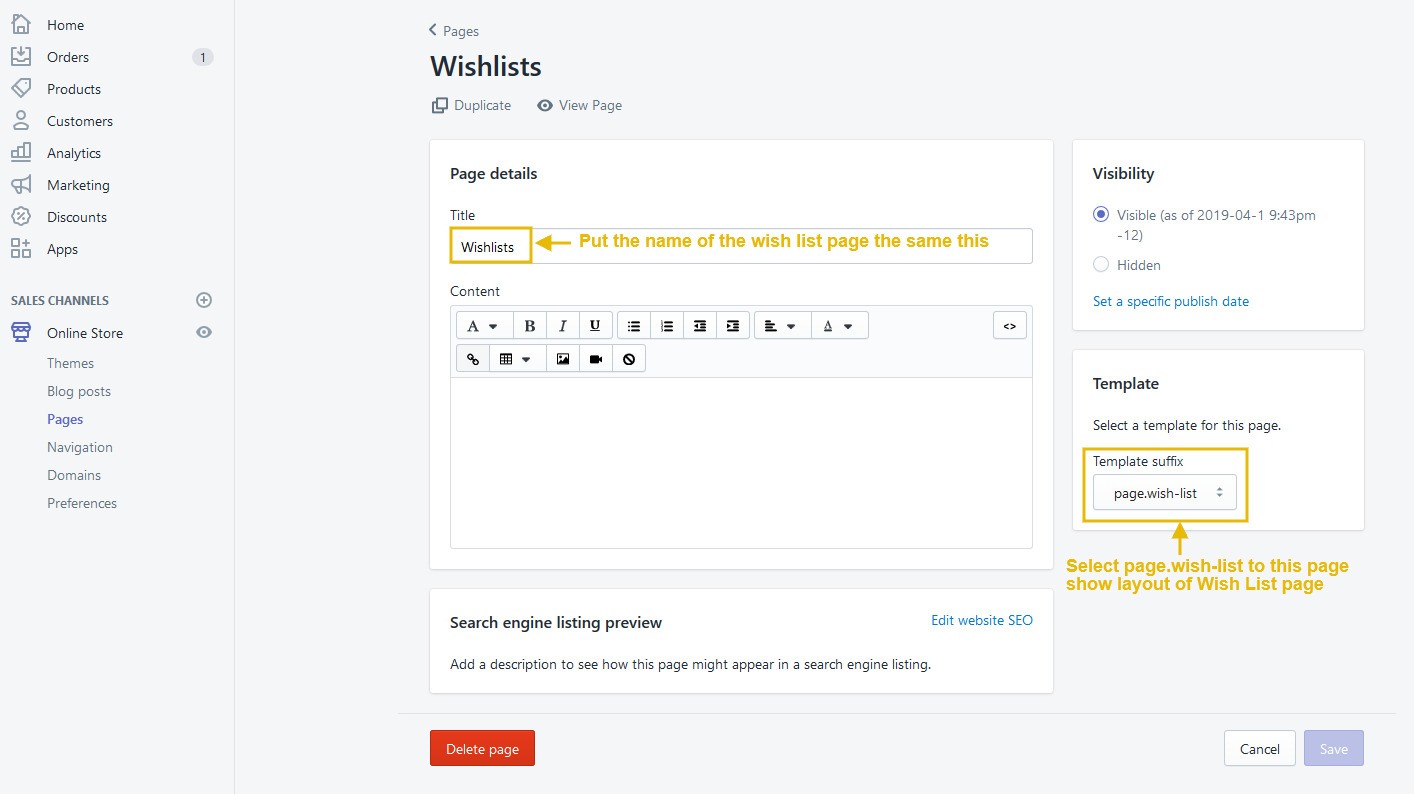 Home
Orders 1
Products
Customers
Analytics
Marketing
Discounts
Apps
SALES CHANNELS
Online Store
Themes
Blog posts
Pages
Navigation
Domains
Preferences
Pages
Wishlists
Duplicate View Page
Page details
Title
Wishlists Put the name of the wish list page the same this
Content
A B I U A <>
Search engine listing preview Edit website SEO
Add a description to see how this page might appear in a search engine listing.
Visibility
Visible (as of 2019-04-1 9:43pm
-12)
Hidden
Set a specific publish date
Template
Select a template for this page.
Template suffix
page.wish-list
Select page.wish-list to this page
show layout of Wish List page
Delete page Cancel Save